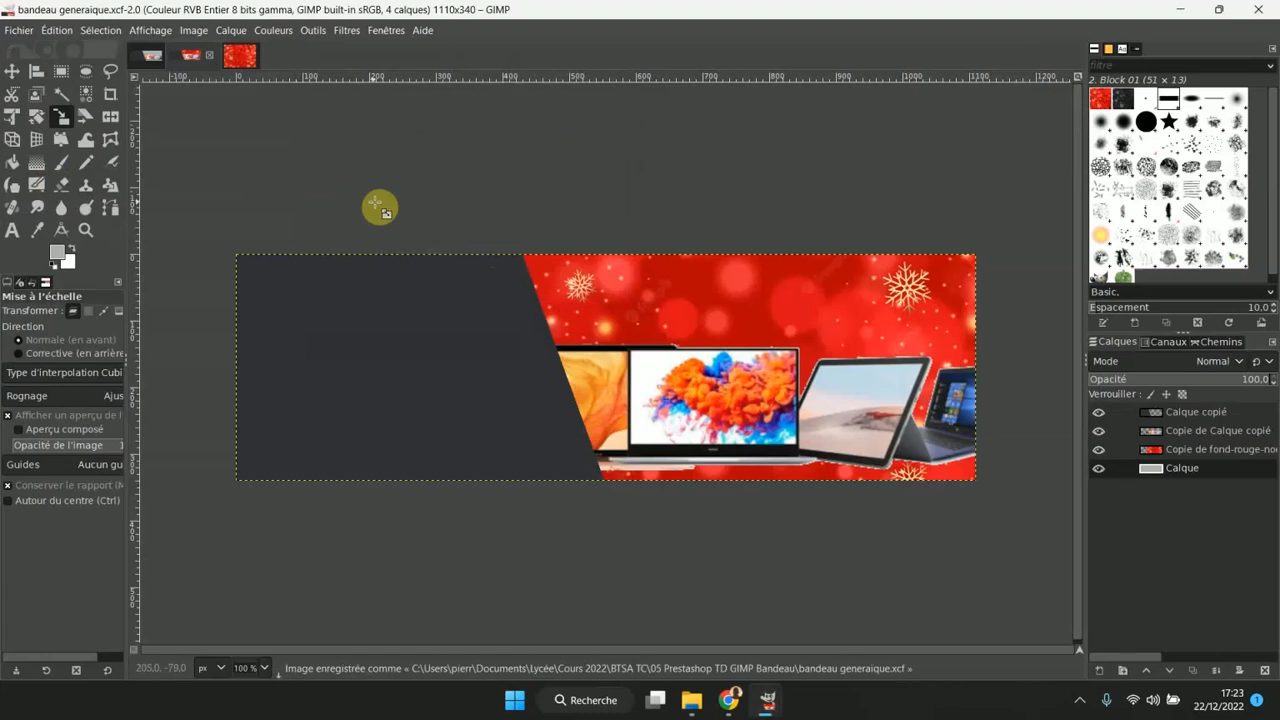 bandeau generaique.xcf-2.0 (Couleur RVB Entier 8 bits gamma, GIMP built-in sRGB, 4 calques) 1110x340 – GIMP
Fichier Édition Sélection Affichage Image Calque Couleurs Outils Filtres Fenêtres Aide
filtre
2. Block 01 (51 × 13)
Mise à l'échelle
Transformer :
Direction
Normale (en avant)
Corrective (en arrière
Type d'interpolation Cubi
Rognage Ajus
Afficher un aperçu de l'
Aperçu composé
Opacité de l'image 1
Guides Aucun gu
Conserver le rapport (M
Autour du centre (Ctrl)
Basic.
Espacement 10,0
Calques Canaux Chemins
Mode Normal
Opacité 100,0
Verrouiller :
Calque copié
Copie de Calque copié
Copie de fond-rouge-no
Calque
205,0, -79,0 px 100 % Image enregistrée comme « C:\Users\pierr\Documents\Lycée\Cours 2022\BTSA TC\05 Prestashop TD GIMP Bandeau\bandeau generaique.xcf »
Recherche
17:23
22/12/2022
1